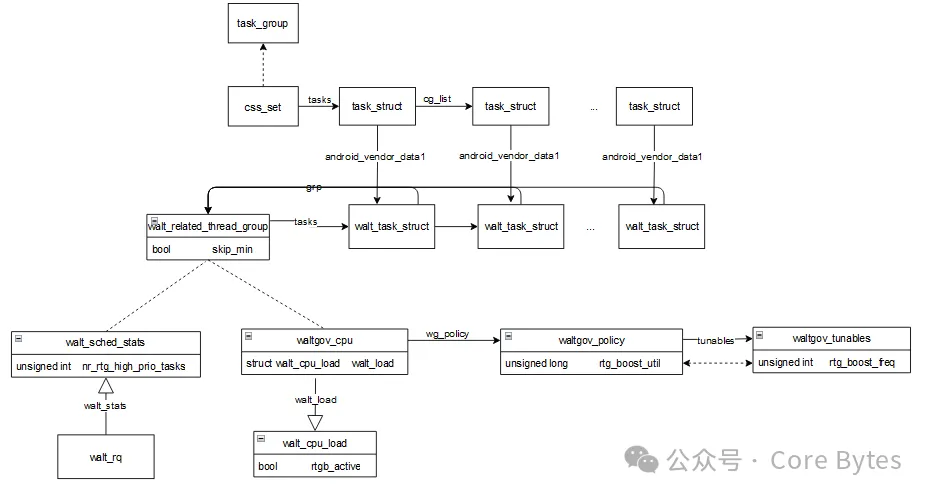 task_group
css_set
tasks
task_struct
cg_list
task_struct
...
task_struct
android_vendor_data1
android_vendor_data1
android_vendor_data1
grp
walt_related_thread_group
bool skip_min
tasks
walt_task_struct
walt_task_struct
...
walt_task_struct
walt_sched_stats
unsigned int nr_rtg_high_prio_tasks
waltgov_cpu
struct walt_cpu_load walt_load
wg_policy
waltgov_policy
unsigned long rtg_boost_util
tunables
waltgov_tunables
unsigned int rtg_boost_freq
walt_stats
walt_load
walt_rq
walt_cpu_load
bool rtgb_active
公众号 · Core Bytes